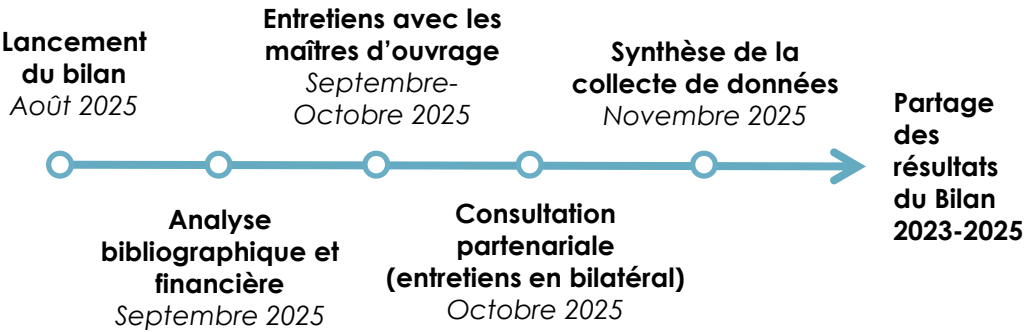 Lancement
du bilan
Août 2025
Analyse
bibliographique et
financière
Septembre 2025
Entretiens avec les
maîtres d’ouvrage
Septembre-
Octobre 2025
Consultation
partenariale
(entretiens en bilatéral)
Octobre 2025
Synthèse de la
collecte de données
Novembre 2025
Partage
des
résultats
du Bilan
2023-2025